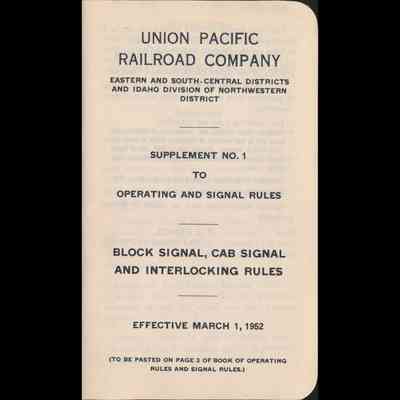 UNION PACIFIC
RAILROAD COMPANY
EASTERN AND SOUTH-CENTRAL DISTRICTS
AND IDAHO DIVISION OF NORTHWESTERN
DISTRICT
SUPPLEMENT NO. 1
TO
OPERATING AND SIGNAL RULES
BLOCK SIGNAL, CAB SIGNAL
AND INTERLOCKING RULES
EFFECTIVE MARCH 1, 1952
(TO BE PASTED ON PAGE 3 OF BOOK OF OPERATING
RULES AND SIGNAL RULES.)